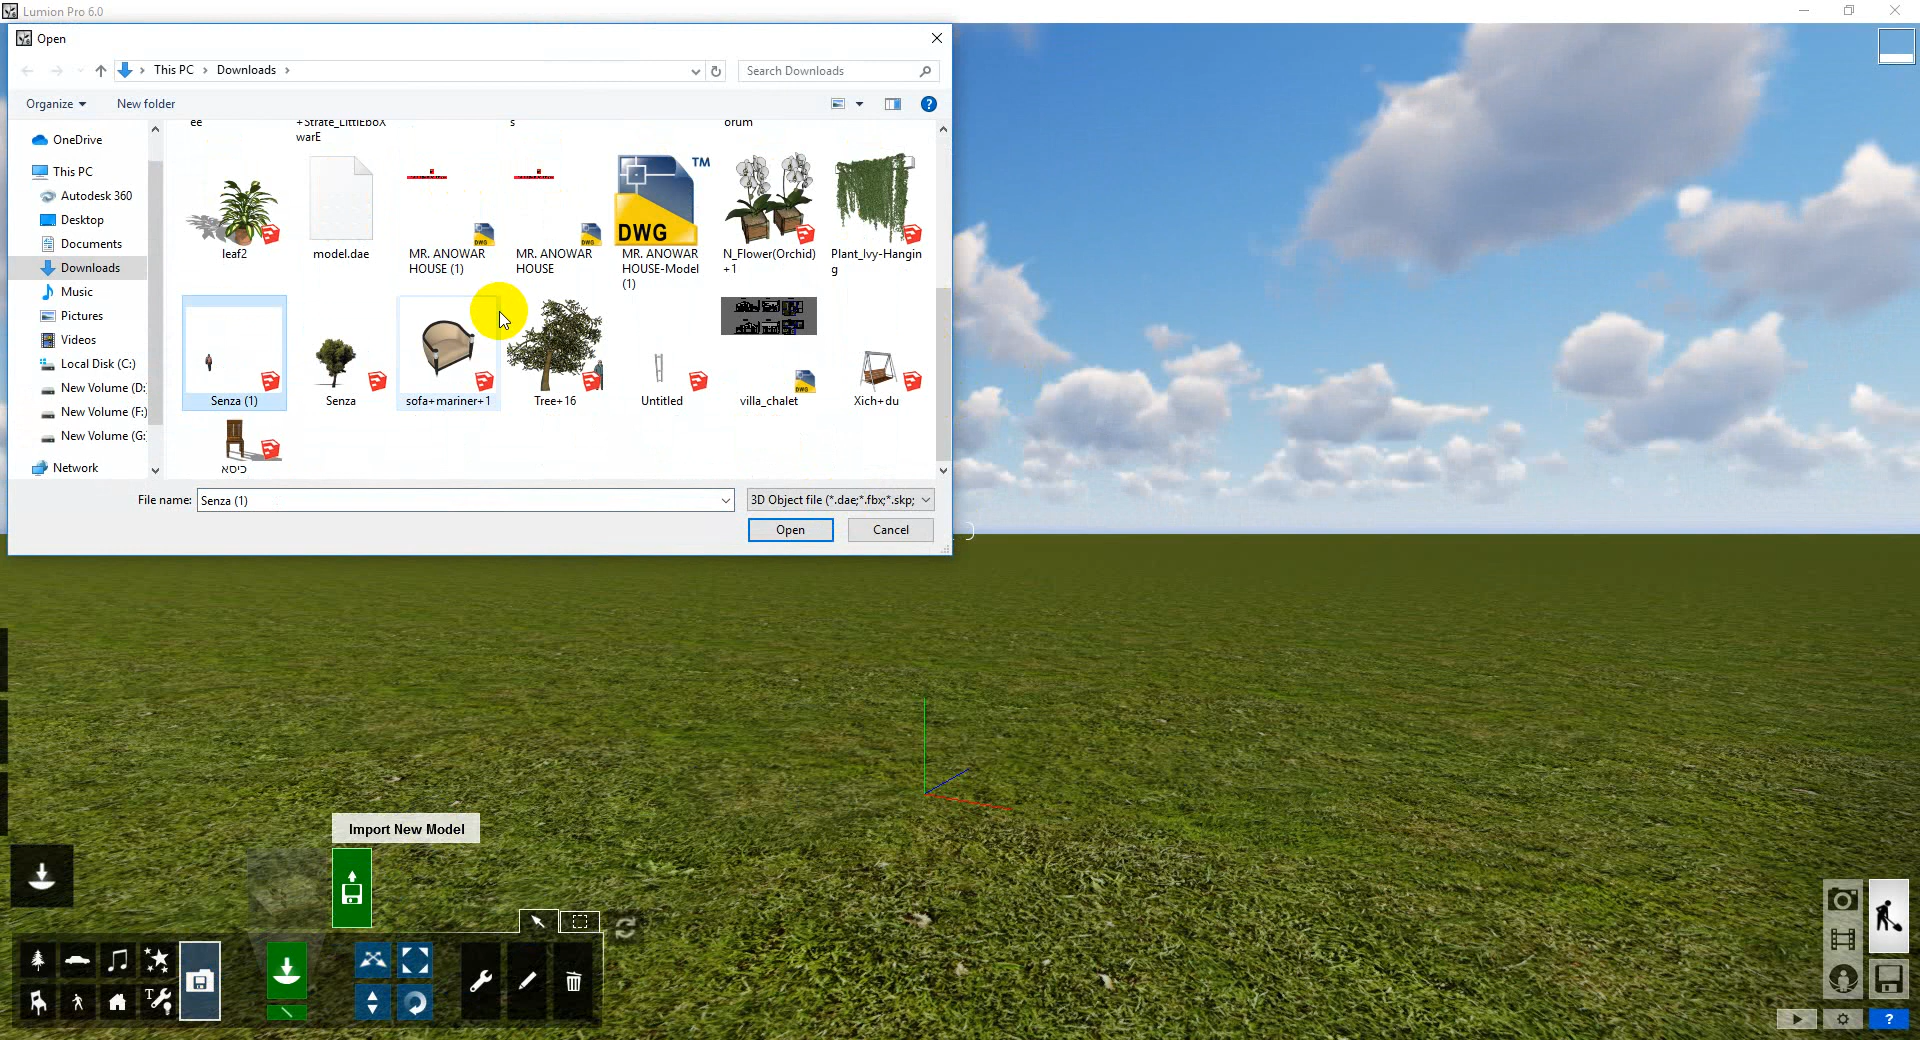 Lumion Pro 6.0
Open
This PC
Downloads
Search Downloads
Organize
New folder
OneDrive
This PC
Autodesk 360
Desktop
Documents
Downloads
Music
Pictures
Videos
Local Disk (C:)
New Volume (D:
New Volume (F:)
New Volume (G:
Network
ee
+Strate_LittlEboX
warE
s
orum
leaf2
model.dae
MR. ANOWAR
HOUSE (1)
MR. ANOWAR
HOUSE
TM
DWG
MR. ANOWAR
HOUSE-Model
(1)
N_Flower(Orchid)
+1
Plant_Ivy-Hangin
g
DWG
DWG
Senza (1)
Senza
sofa+mariner+1
Tree+16
Untitled
DWG
villa_chalet
Xich+du
כיסא
File name:
Senza (1)
3D Object file (*.dae;*.fbx;*.skp;
Open
Cancel
Import New Model
T
?
?